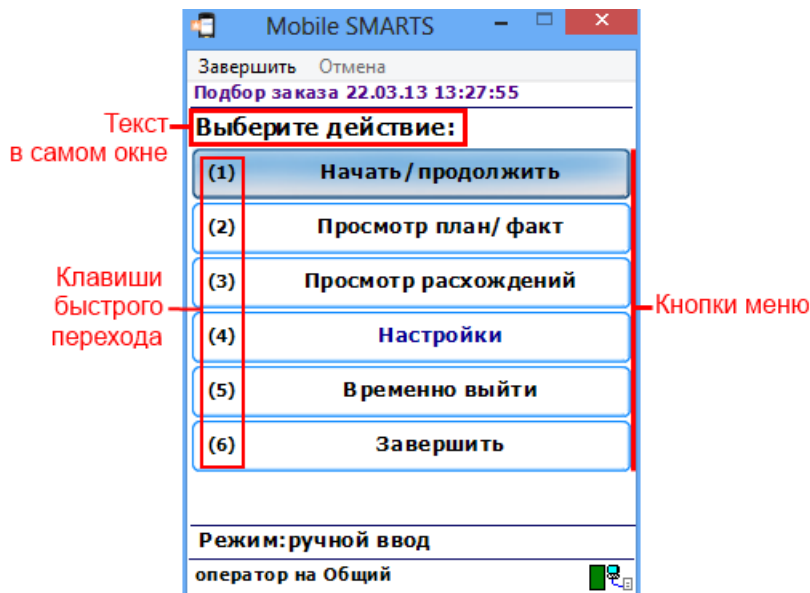 Mobile SMARTS
Завершить Отмена
Подбор заказа 22.03.13 13:27:55
Текст
в самом окне
Выберите действие:
(1) Начать/продолжить
(2) Просмотр план/факт
(3) Просмотр расхождений
(4) Настройки
(5) Временно выйти
(6) Завершить
Клавиши
быстрого
перехода
Кнопки меню
Режим:ручной ввод
оператор на Общий